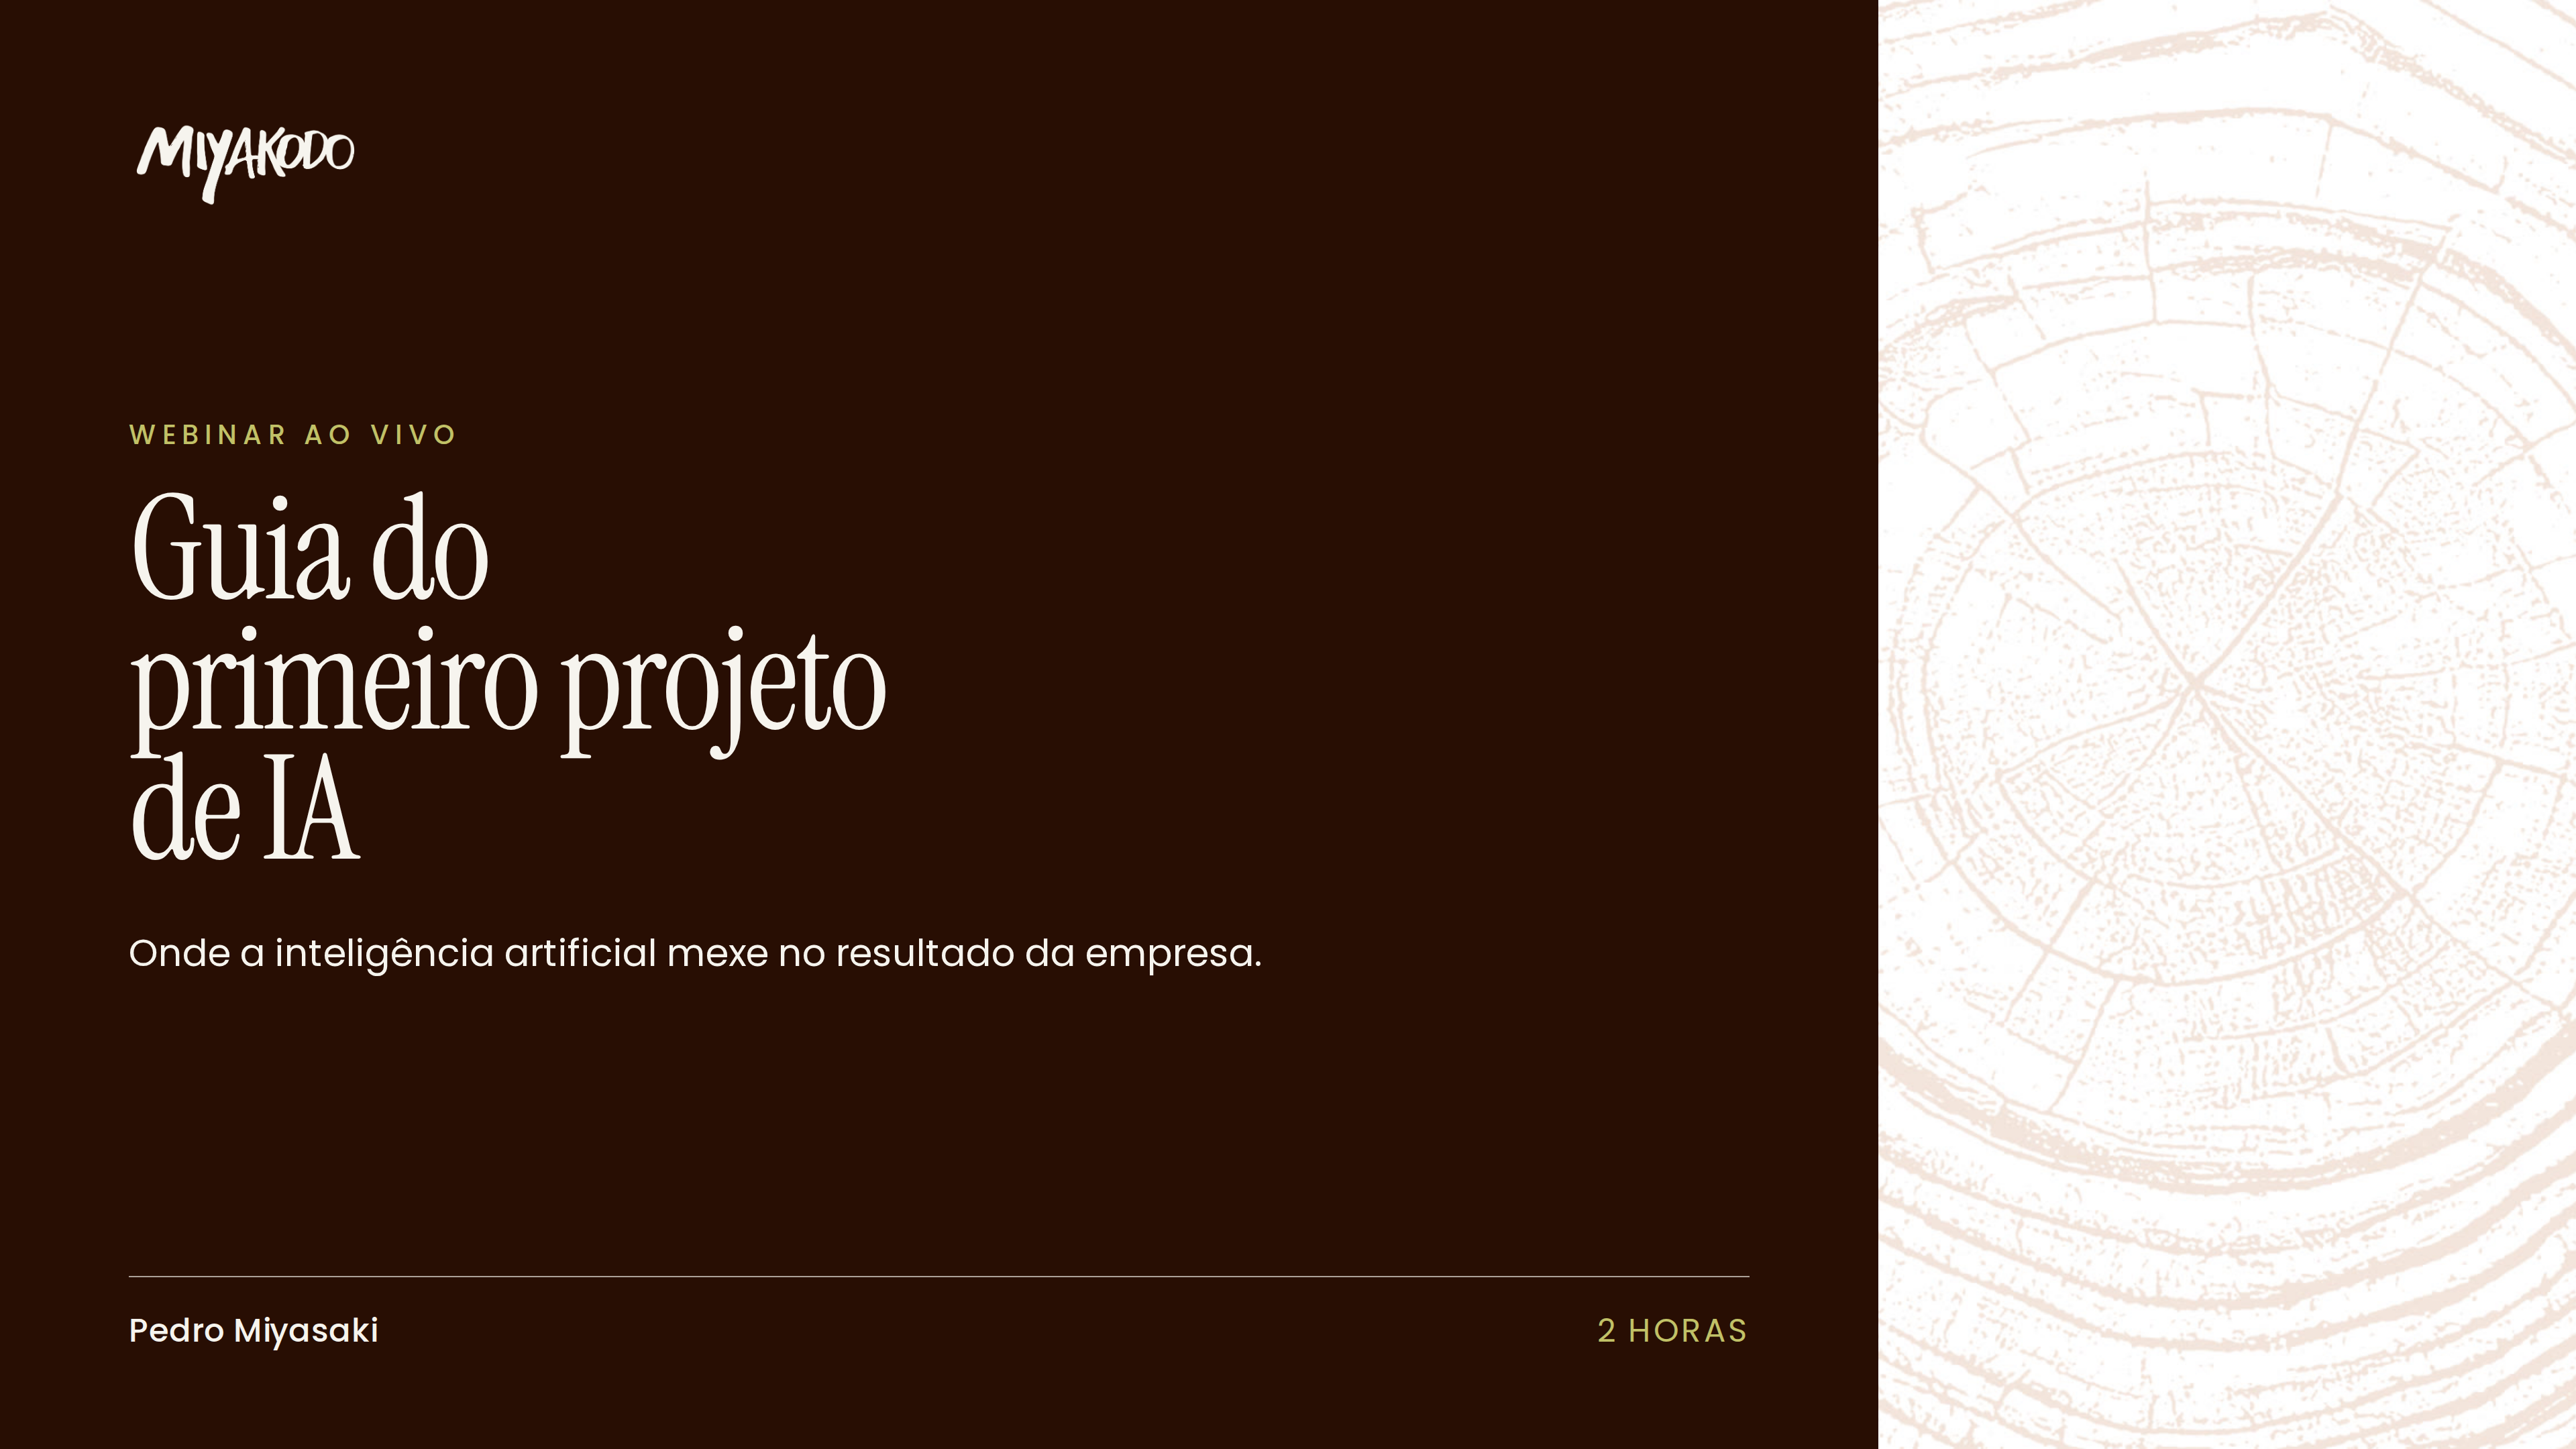 MIYAKODO
WEBINAR AO VIVO
Guia do
primeiro projeto
de IA
Onde a inteligência artificial mexe no resultado da empresa.
Pedro Miyasaki
2 HORAS